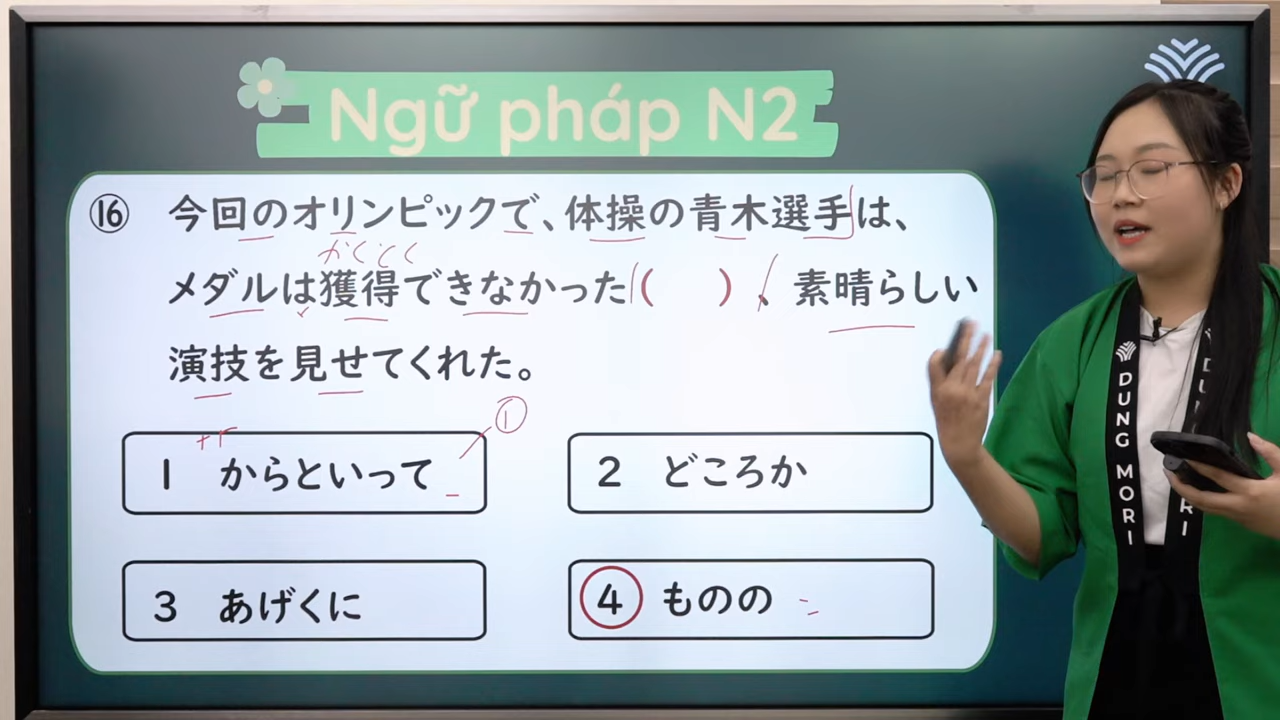 Ngữ pháp N2
⑯ 今回のオリンピックで、体操の青木選手は、
かくとく
メダルは獲得できなかった( )、素晴らしい
演技を見せてくれた。
①
1 からといって
2 どころか
3 あげくに
4 ものの
DUNG MORI